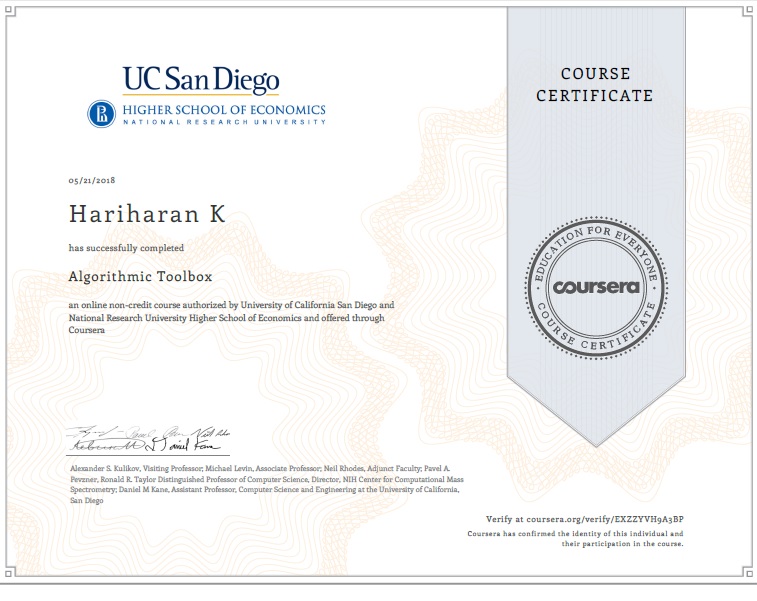 UC San Diego
HIGHER SCHOOL OF ECONOMICS
NATIONAL RESEARCH UNIVERSITY
COURSE
CERTIFICATE
05/21/2018
Hariharan K
has successfully completed
Algorithmic Toolbox
an online non-credit course authorized by University of California San Diego and
National Research University Higher School of Economics and offered through
Coursera
EDUCATION FOR EVERYONE
coursera
COURSE CERTIFICATE
Alexander S. Kulikov, Visiting Professor; Michael Levin, Associate Professor; Neil Rhodes, Adjunct Faculty; Pavel A.
Pevzner, Ronald R. Taylor Distinguished Professor of Computer Science, Director, NIH Center for Computational Mass
Spectrometry; Daniel M Kane, Assistant Professor, Computer Science and Engineering at the University of California,
San Diego
Verify at coursera.org/verify/EXZZYVH9A3BP
Coursera has confirmed the identity of this individual and
their participation in the course.